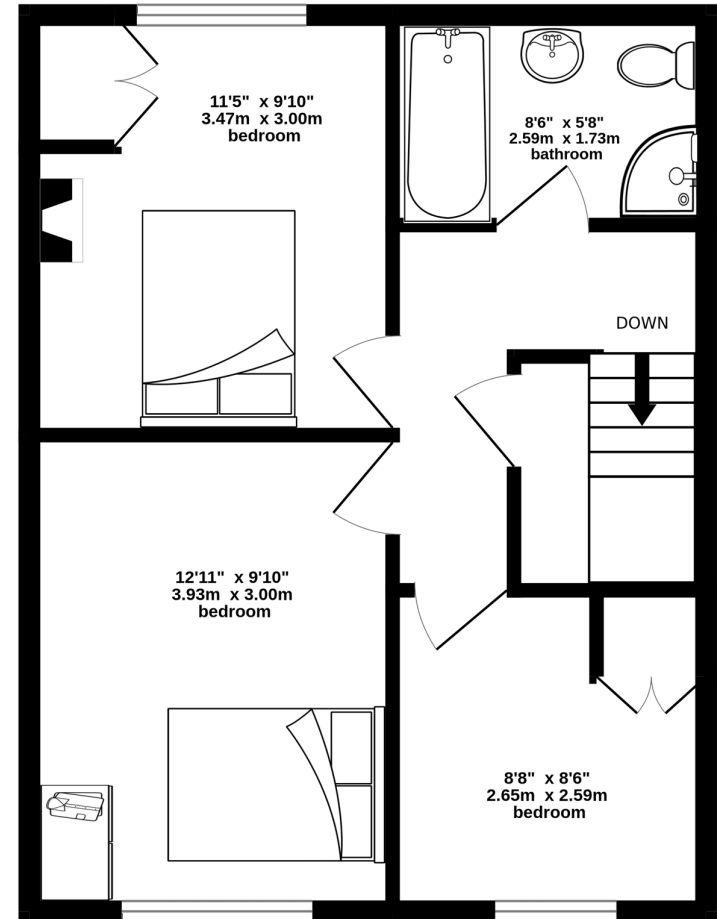 11'5" x 9'10"
3.47m x 3.00m
bedroom
8'6" x 5'8"
2.59m x 1.73m
bathroom
DOWN
12'11" x 9'10"
3.93m x 3.00m
bedroom
8'8" x 8'6"
2.65m x 2.59m
bedroom